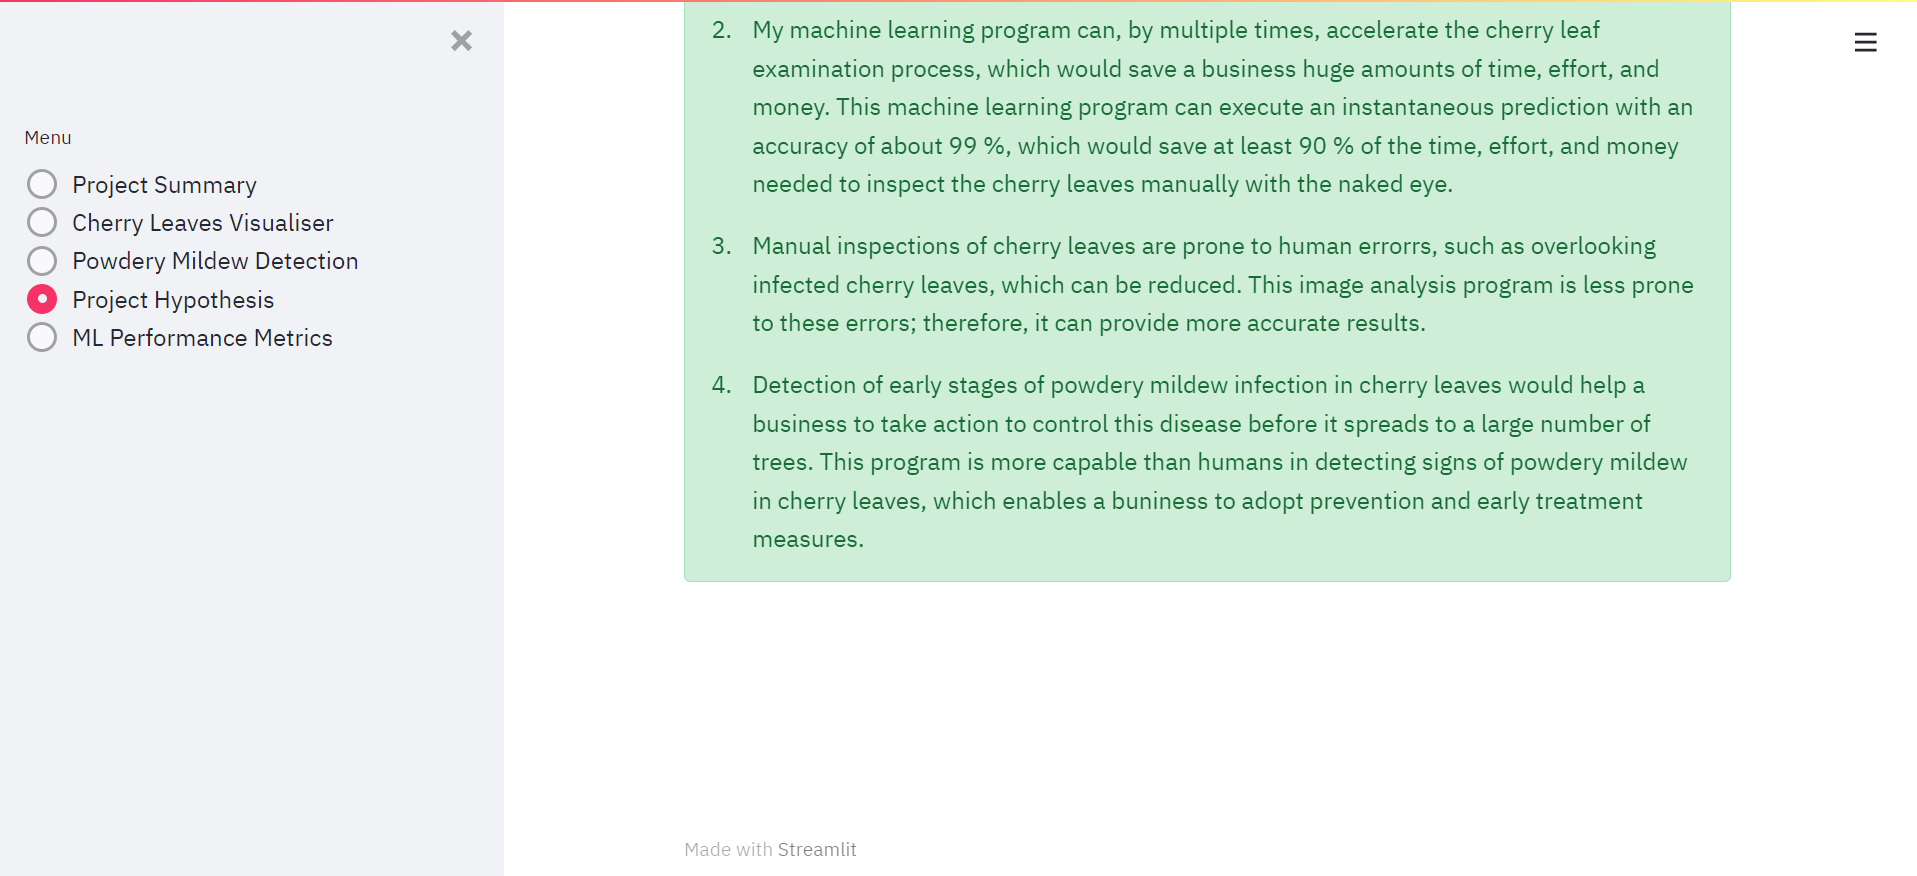 Menu
Project Summary
Cherry Leaves Visualiser
Powdery Mildew Detection
Project Hypothesis
ML Performance Metrics
2. My machine learning program can, by multiple times, accelerate the cherry leaf
examination process, which would save a business huge amounts of time, effort, and
money. This machine learning program can execute an instantaneous prediction with an
accuracy of about 99 %, which would save at least 90 % of the time, effort, and money
needed to inspect the cherry leaves manually with the naked eye.
3. Manual inspections of cherry leaves are prone to human errorrs, such as overlooking
infected cherry leaves, which can be reduced. This image analysis program is less prone
to these errors; therefore, it can provide more accurate results.
4. Detection of early stages of powdery mildew infection in cherry leaves would help a
business to take action to control this disease before it spreads to a large number of
trees. This program is more capable than humans in detecting signs of powdery mildew
in cherry leaves, which enables a buniness to adopt prevention and early treatment
measures.
Made with Streamlit